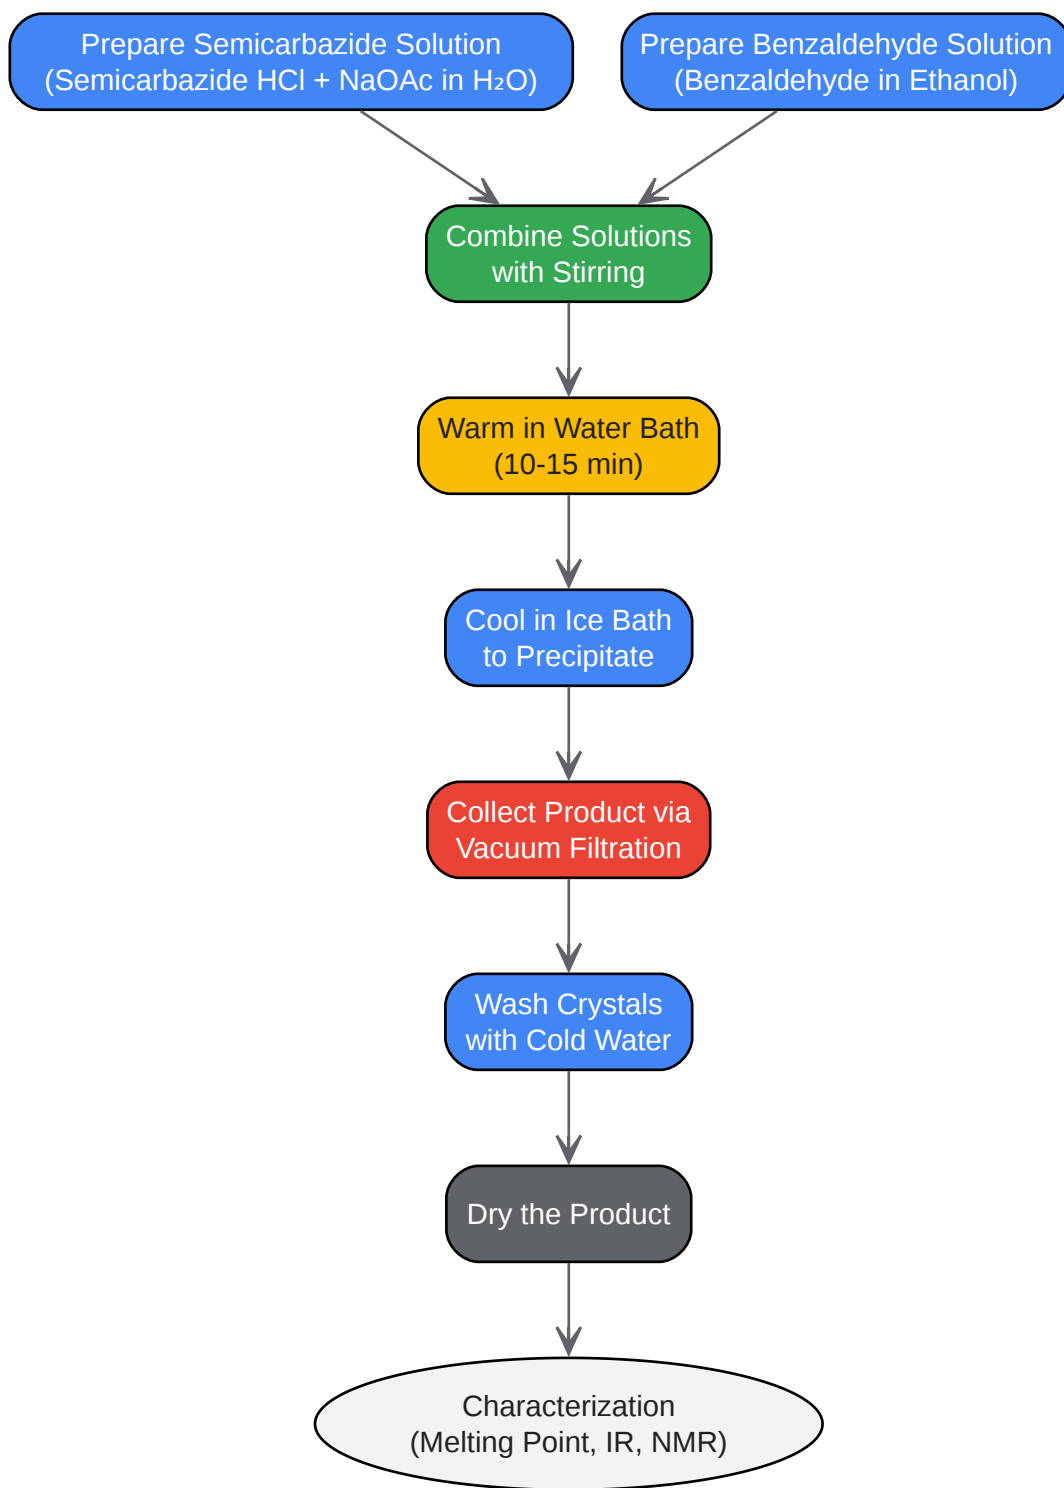 Prepare Semicarbazide Solution
(Semicarbazide HCl + NaOAc in H₂O)
Prepare Benzaldehyde Solution
(Benzaldehyde in Ethanol)
Combine Solutions
with Stirring
Warm in Water Bath
(10-15 min)
Cool in Ice Bath
to Precipitate
Collect Product via
Vacuum Filtration
Wash Crystals
with Cold Water
Dry the Product
Characterization
(Melting Point, IR, NMR)